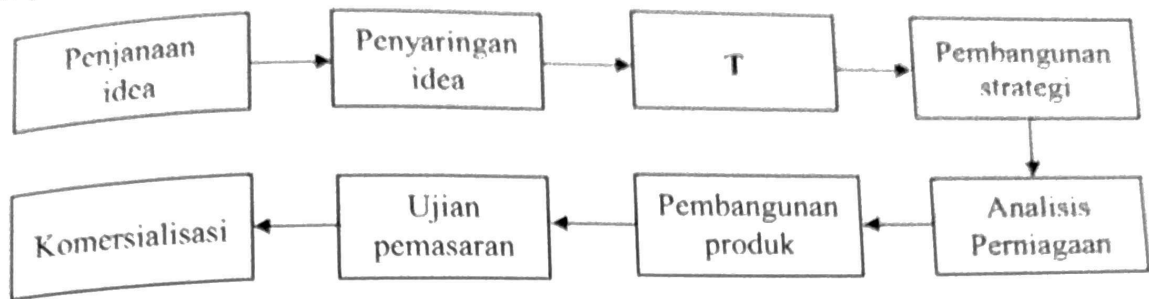 Penjanaan
idea
Penyaringan
idea
T
Pembangunan
strategi
Analisis
Perniagaan
Pembangunan
produk
Ujian
pemasaran
Komersialisasi